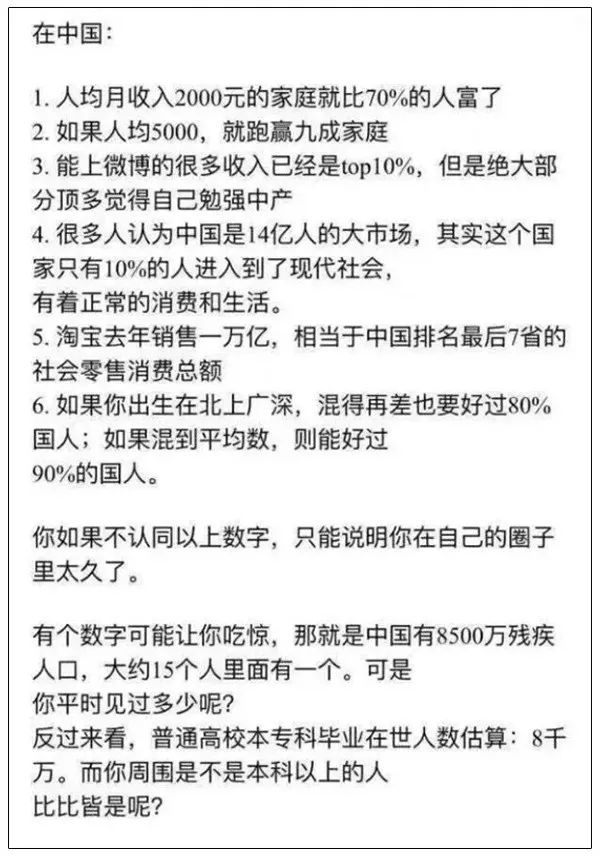 在中国：
1. 人均月收入2000元的家庭就比70%的人富了
2. 如果人均5000，就跑赢九成家庭
3. 能上微博的很多收入已经是top10%，但是绝大部
分顶多觉得自己勉强中产
4. 很多人认为中国是14亿人的大市场，其实这个国
家只有10%的人进入到了现代社会，
有着正常的消费和生活。
5. 淘宝去年销售一万亿，相当于中国排名最后7省的
社会零售消费总额
6. 如果你出生在北上广深，混得再差也要好过80%
国人；如果混到平均数，则能好过
90%的国人。
你如果不认同以上数字，只能说明你在自己的圈子
里太久了。
有个数字可能让你吃惊，那就是中国有8500万残疾
人口，大约15个人里面有一个。可是
你平时见过多少呢？
反过来看，普通高校本专科毕业在世人数估算：8千
万。而你周围是不是本科以上的人
比比皆是呢？